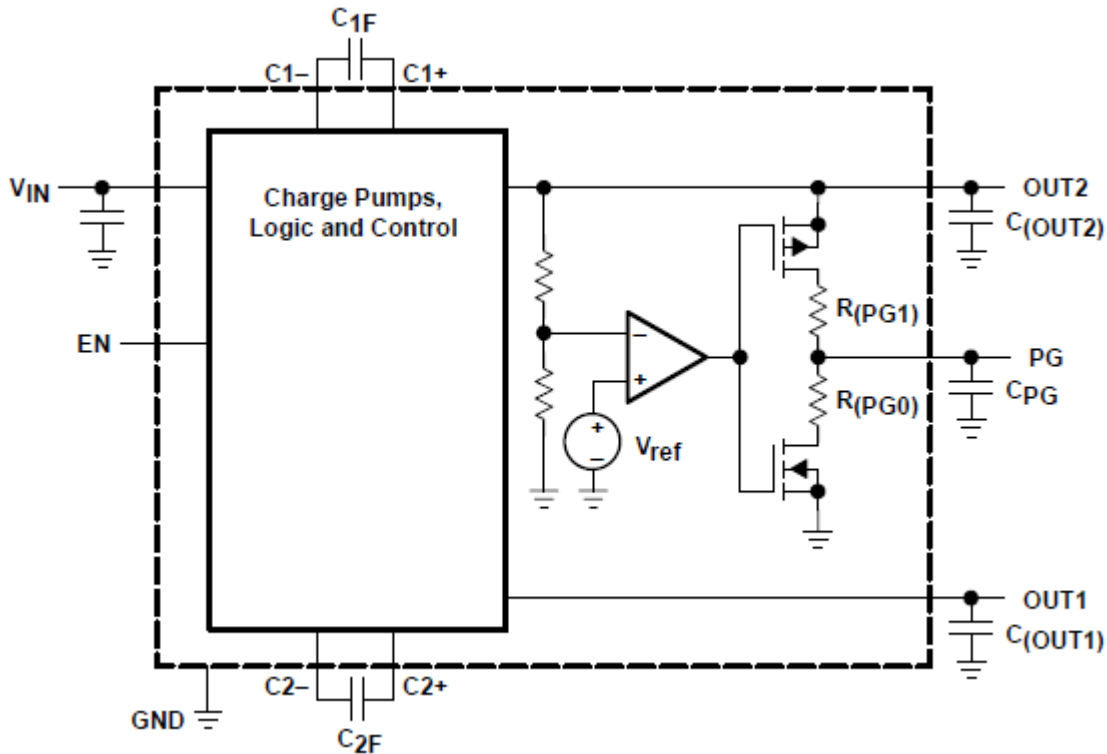 C1F
C1– C1+
VIN
Charge Pumps,
Logic and Control
OUT2
C(OUT2)
R(PG1)
EN
–
+
PG
CPG
R(PG0)
+
–
Vref
OUT1
C(OUT1)
C2– C2+
GND
C2F